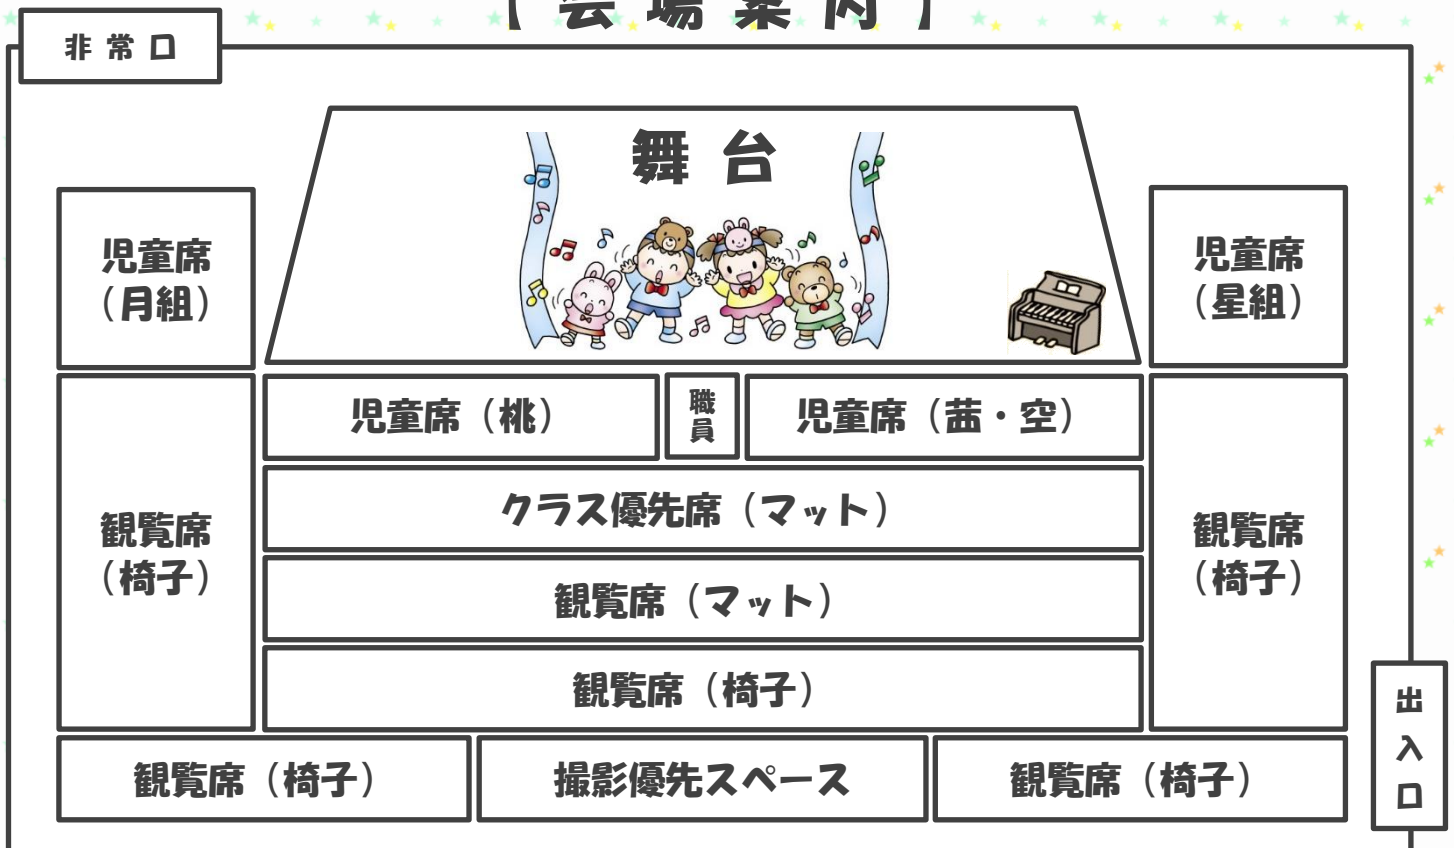 【会場案内】
非常口
舞台
児童席
（月組）
児童席
（星組）
児童席（桃）
職
員
児童席（茜・空）
クラス優先席（マット）
観覧席
（椅子）
観覧席
（椅子）
観覧席（マット）
観覧席（椅子）
出
入
口
観覧席（椅子）
撮影優先スペース
観覧席（椅子）